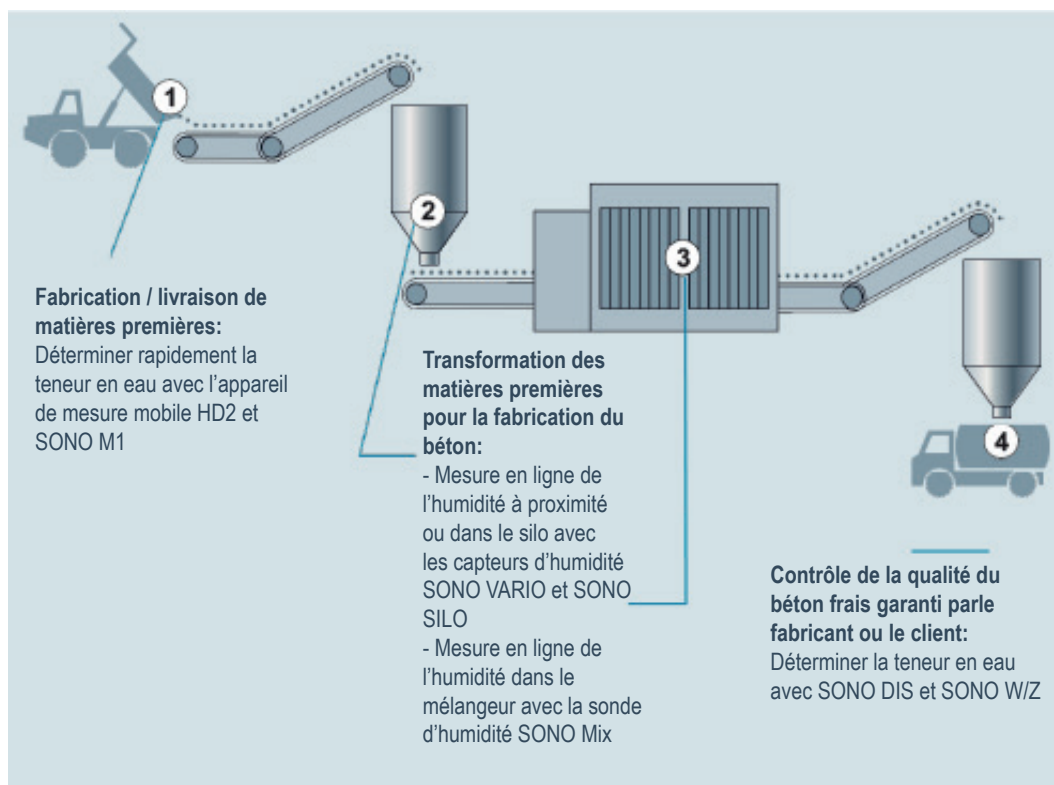 1
2
3
4
Fabrication / livraison de
matières premières:
Déterminer rapidement la
teneur en eau avec l'appareil
de mesure mobile HD2 et
SONO M1
Transformation des
matières premières
pour la fabrication du
béton:
- Mesure en ligne de
l'humidité à proximité
ou dans le silo avec
les capteurs d'humidité
SONO VARIO et SONO
SILO
- Mesure en ligne de
l'humidité dans le
mélangeur avec la sonde
d'humidité SONO Mix
Contrôle de la qualité du
béton frais garanti parle
fabricant ou le client:
Déterminer la teneur en eau
avec SONO DIS et SONO W/Z